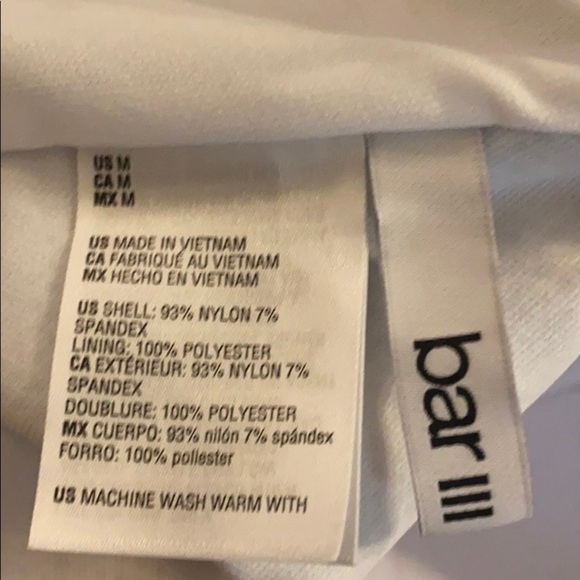 US M
CA M
MX M
US MADE IN VIETNAM
CA FABRIQUÉ AU VIETNAM
MX HECHO EN VIETNAM
US SHELL: 93% NYLON 7%
SPANDEX
LINING: 100% POLYESTER
CA EXTÉRIEUR: 93% NYLON 7%
SPANDEX
DOUBLURE: 100% POLYESTER
MX CUERPO: 93% nilón 7% spándex
FORRO: 100% poliester
US MACHINE WASH WARM WITH
bar III